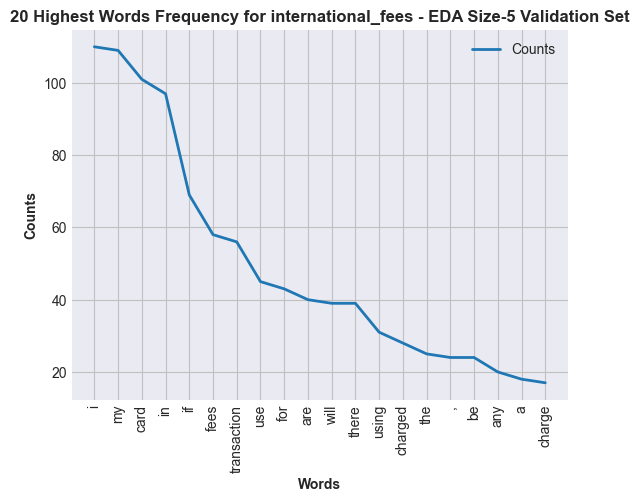 20 Highest Words Frequency for international_fees - EDA Size-5 Validation Set
Counts
100
80
60
40
20
Counts
i
my
card
in
if
fees
transaction
use
for
are
will
there
using
charged
the
,
be
any
a
charge
Words